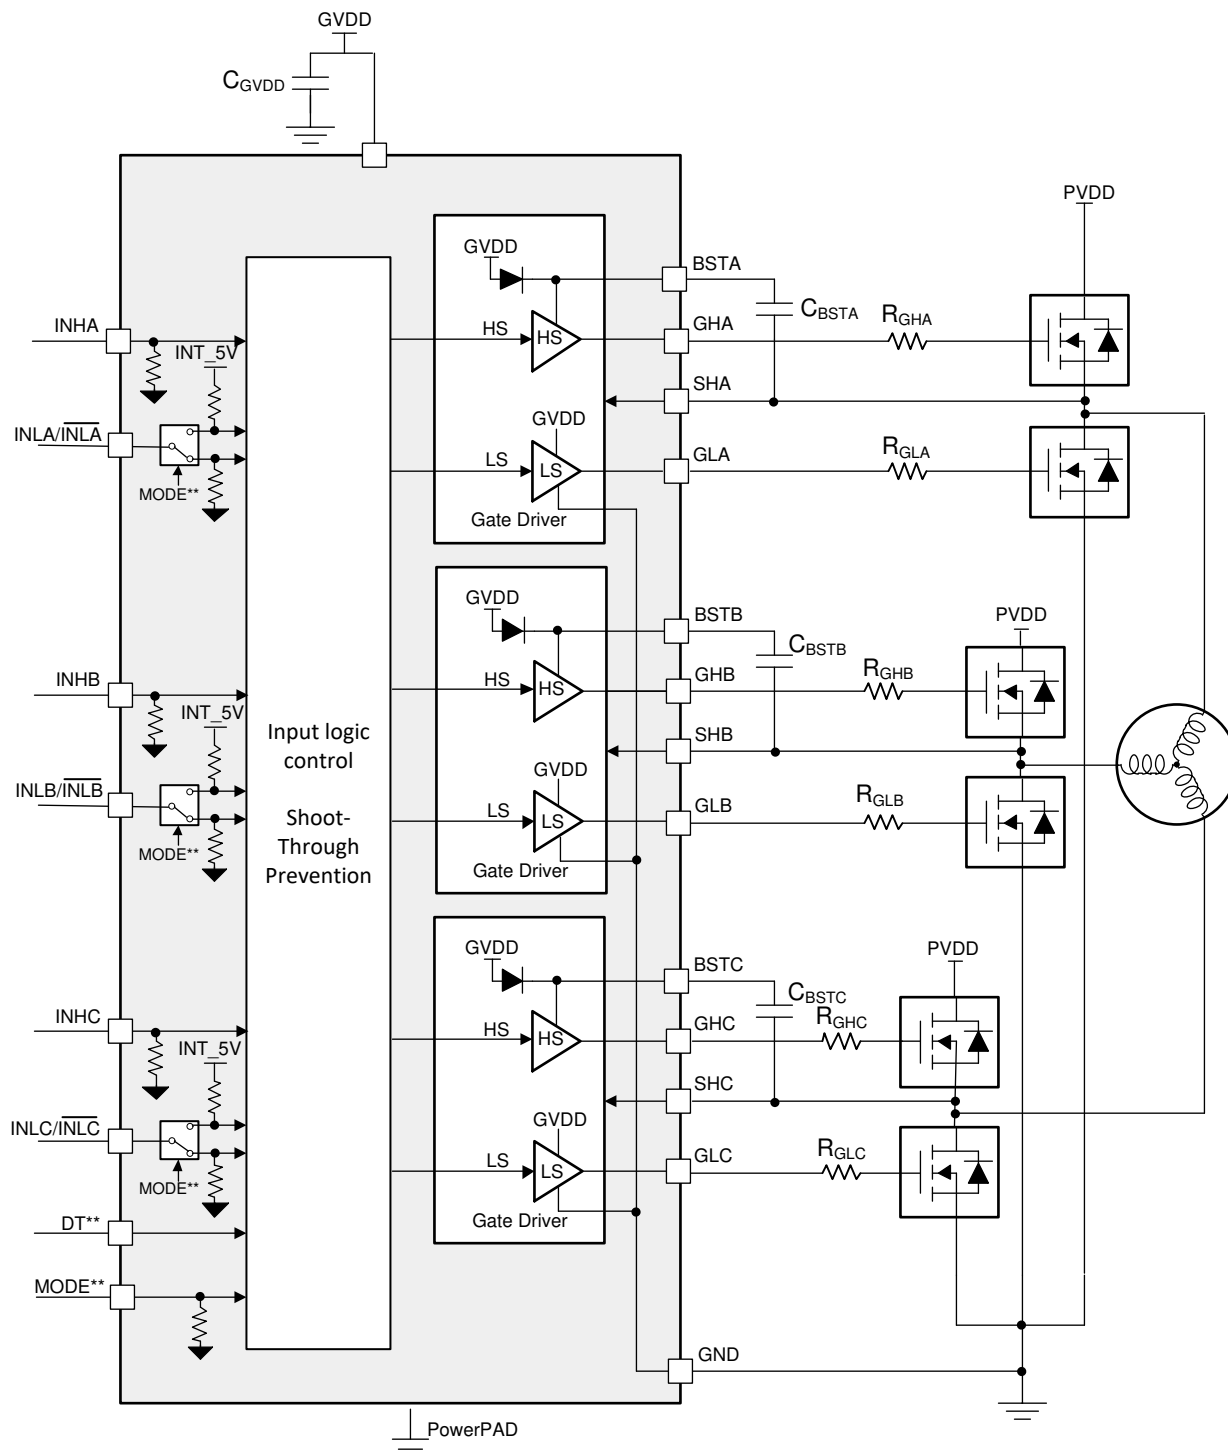 GVDD
CGVDD
PVDD
GVDD
BSTA
CBSTA
INHA
HS
HS
GHA
RGHA
INT_5V
SHA
INLA/INLA
GVDD
LS
LS
GLA
RGLA
MODE**
Gate Driver
GVDD
BSTB
PVDD
CBSTB
INHB
HS
HS
GHB
RGHB
INT_5V
Input logic
control
SHB
INLB/INLB
GVDD
Shoot-
Through
Prevention
LS
LS
GLB
RGLB
MODE**
Gate Driver
GVDD
BSTC
PVDD
CBSTC
INHC
HS
HS
GHC
RGHC
INT_5V
SHC
INLC/INLC
GVDD
LS
LS
GLC
RGLC
MODE**
Gate Driver
DT**
MODE**
GND
PowerPAD